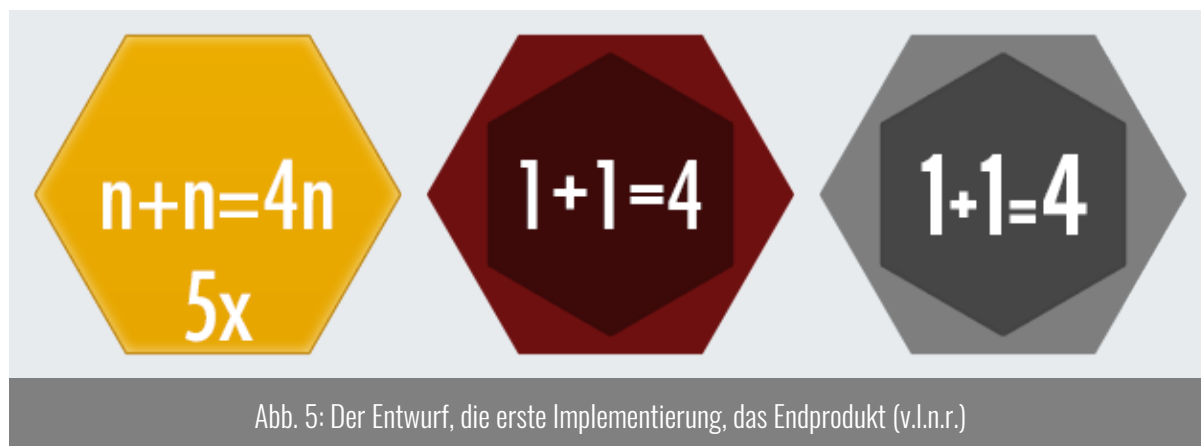 n+n=4n
5x
1+1=4
1+1=4
Abb. 5: Der Entwurf, die erste Implementierung, das Endprodukt (v.l.n.r.)